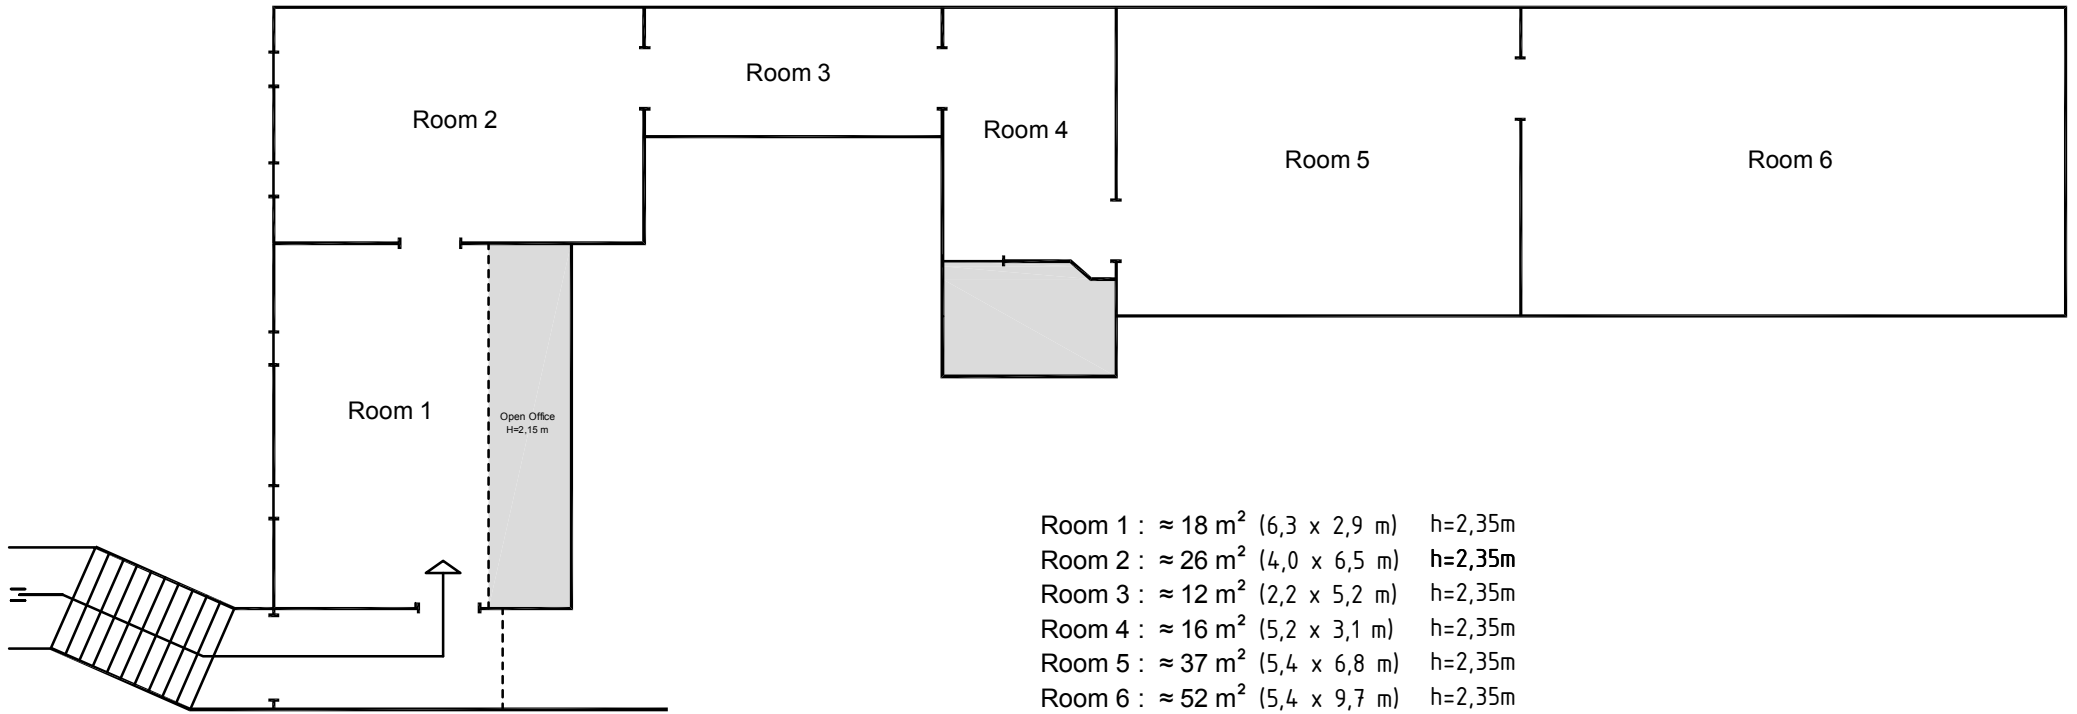 Room 3
Room 2
Room 4
Room 5
Room 6
Room 1
Open Office
H=2,15 m
Room 1 : ≈ 18 m² (6,3 x 2,9 m) h=2,35m
Room 2 : ≈ 26 m² (4,0 x 6,5 m) h=2,35m
Room 3 : ≈ 12 m² (2,2 x 5,2 m) h=2,35m
Room 4 : ≈ 16 m² (5,2 x 3,1 m) h=2,35m
Room 5 : ≈ 37 m² (5,4 x 6,8 m) h=2,35m
Room 6 : ≈ 52 m² (5,4 x 9,7 m) h=2,35m